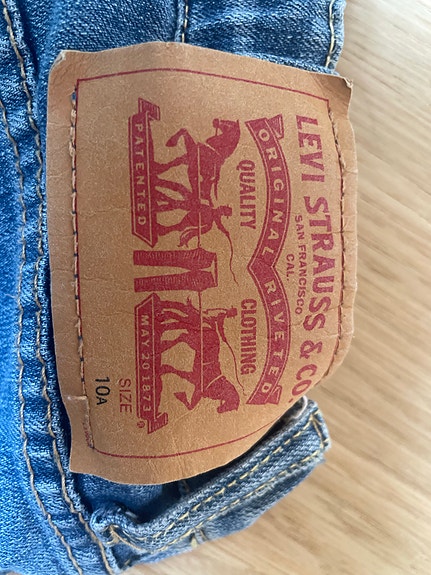 LEVI STRAUSS & CO.
SAN FRANCISCO
CAL.
ORIGINAL RIVETED
QUALITY CLOTHING
PATENTED MAY 20 1873
®
SIZE
10A